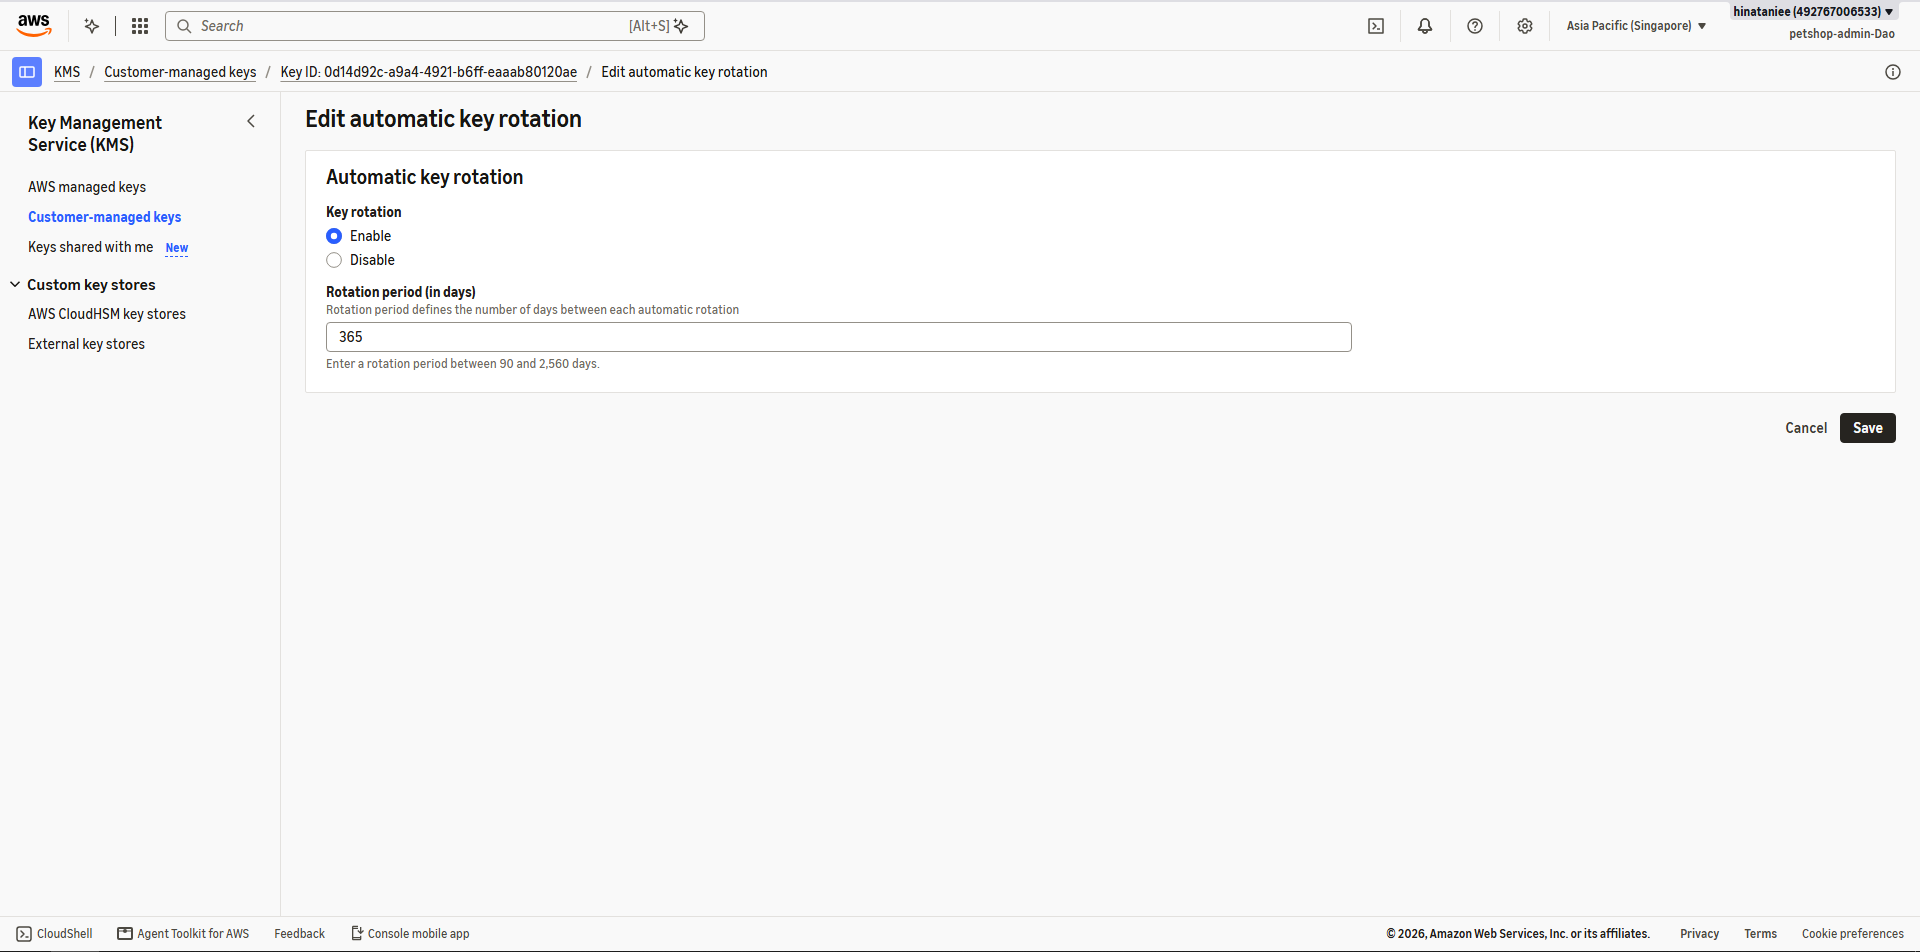 aws
Search
[Alt+S]
Asia Pacific (Singapore)
hinataniee (492767006533)
petshop-admin-Dao
KMS / Customer-managed keys / Key ID: 0d14d92c-a9a4-4921-b6ff-eaaab80120ae / Edit automatic key rotation
Key Management
Service (KMS)
AWS managed keys
Customer-managed keys
Keys shared with me New
Custom key stores
AWS CloudHSM key stores
External key stores
Edit automatic key rotation
Automatic key rotation
Key rotation
Enable
Disable
Rotation period (in days)
Rotation period defines the number of days between each automatic rotation
365
Enter a rotation period between 90 and 2,560 days.
Cancel
Save
CloudShell
Agent Toolkit for AWS
Feedback
Console mobile app
© 2026, Amazon Web Services, Inc. or its affiliates.
Privacy
Terms
Cookie preferences